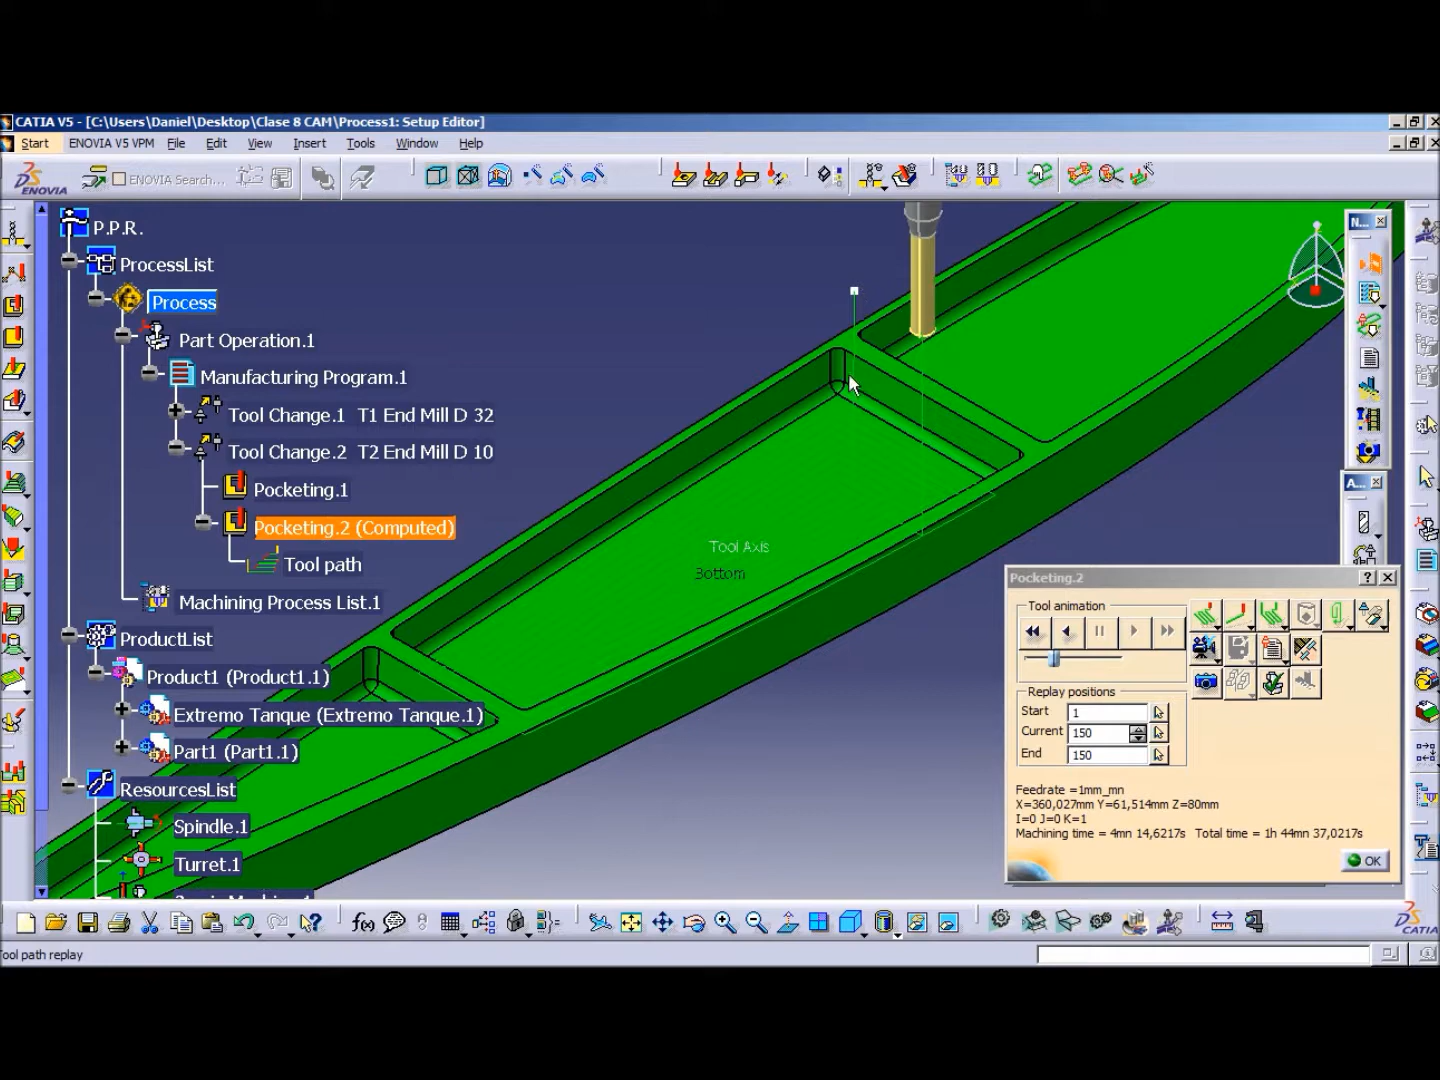 CATIA V5 - [C:\Users\Daniel\Desktop\Clase 8 CAM\Process1: Setup Editor]
Start ENOVIA V5 VPM File Edit View Insert Tools Window Help
ENOVIA
ENOVIA Search...
P.P.R.
ProcessList
Process
Part Operation.1
Manufacturing Program.1
Tool Change.1 T1 End Mill D 32
Tool Change.2 T2 End Mill D 10
Pocketing.1
Pocketing.2 (Computed)
Tool path
Machining Process List.1
ProductList
Product1 (Product1.1)
Extremo Tanque (Extremo Tanque.1)
Part1 (Part1.1)
ResourcesList
Spindle.1
Turret.1
Tool Axis
Bottom
N...
A...
Pocketing.2
Tool animation
Replay positions
Start 1
Current 150
End 150
Feedrate =1mm_mn
X=360,027mm Y=61,514mm Z=80mm
I=0 J=0 K=1
Machining time = 4mn 14,6217s Total time = 1h 44mn 37,0217s
OK
f(x)
CATIA
ool path replay